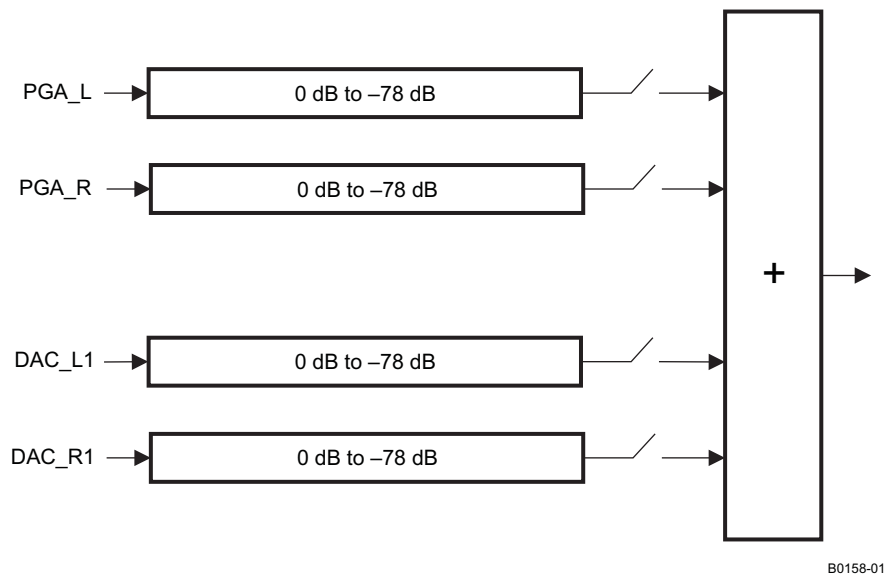 PGA_L
0 dB to –78 dB
PGA_R
0 dB to –78 dB
+
DAC_L1
0 dB to –78 dB
DAC_R1
0 dB to –78 dB
B0158-01